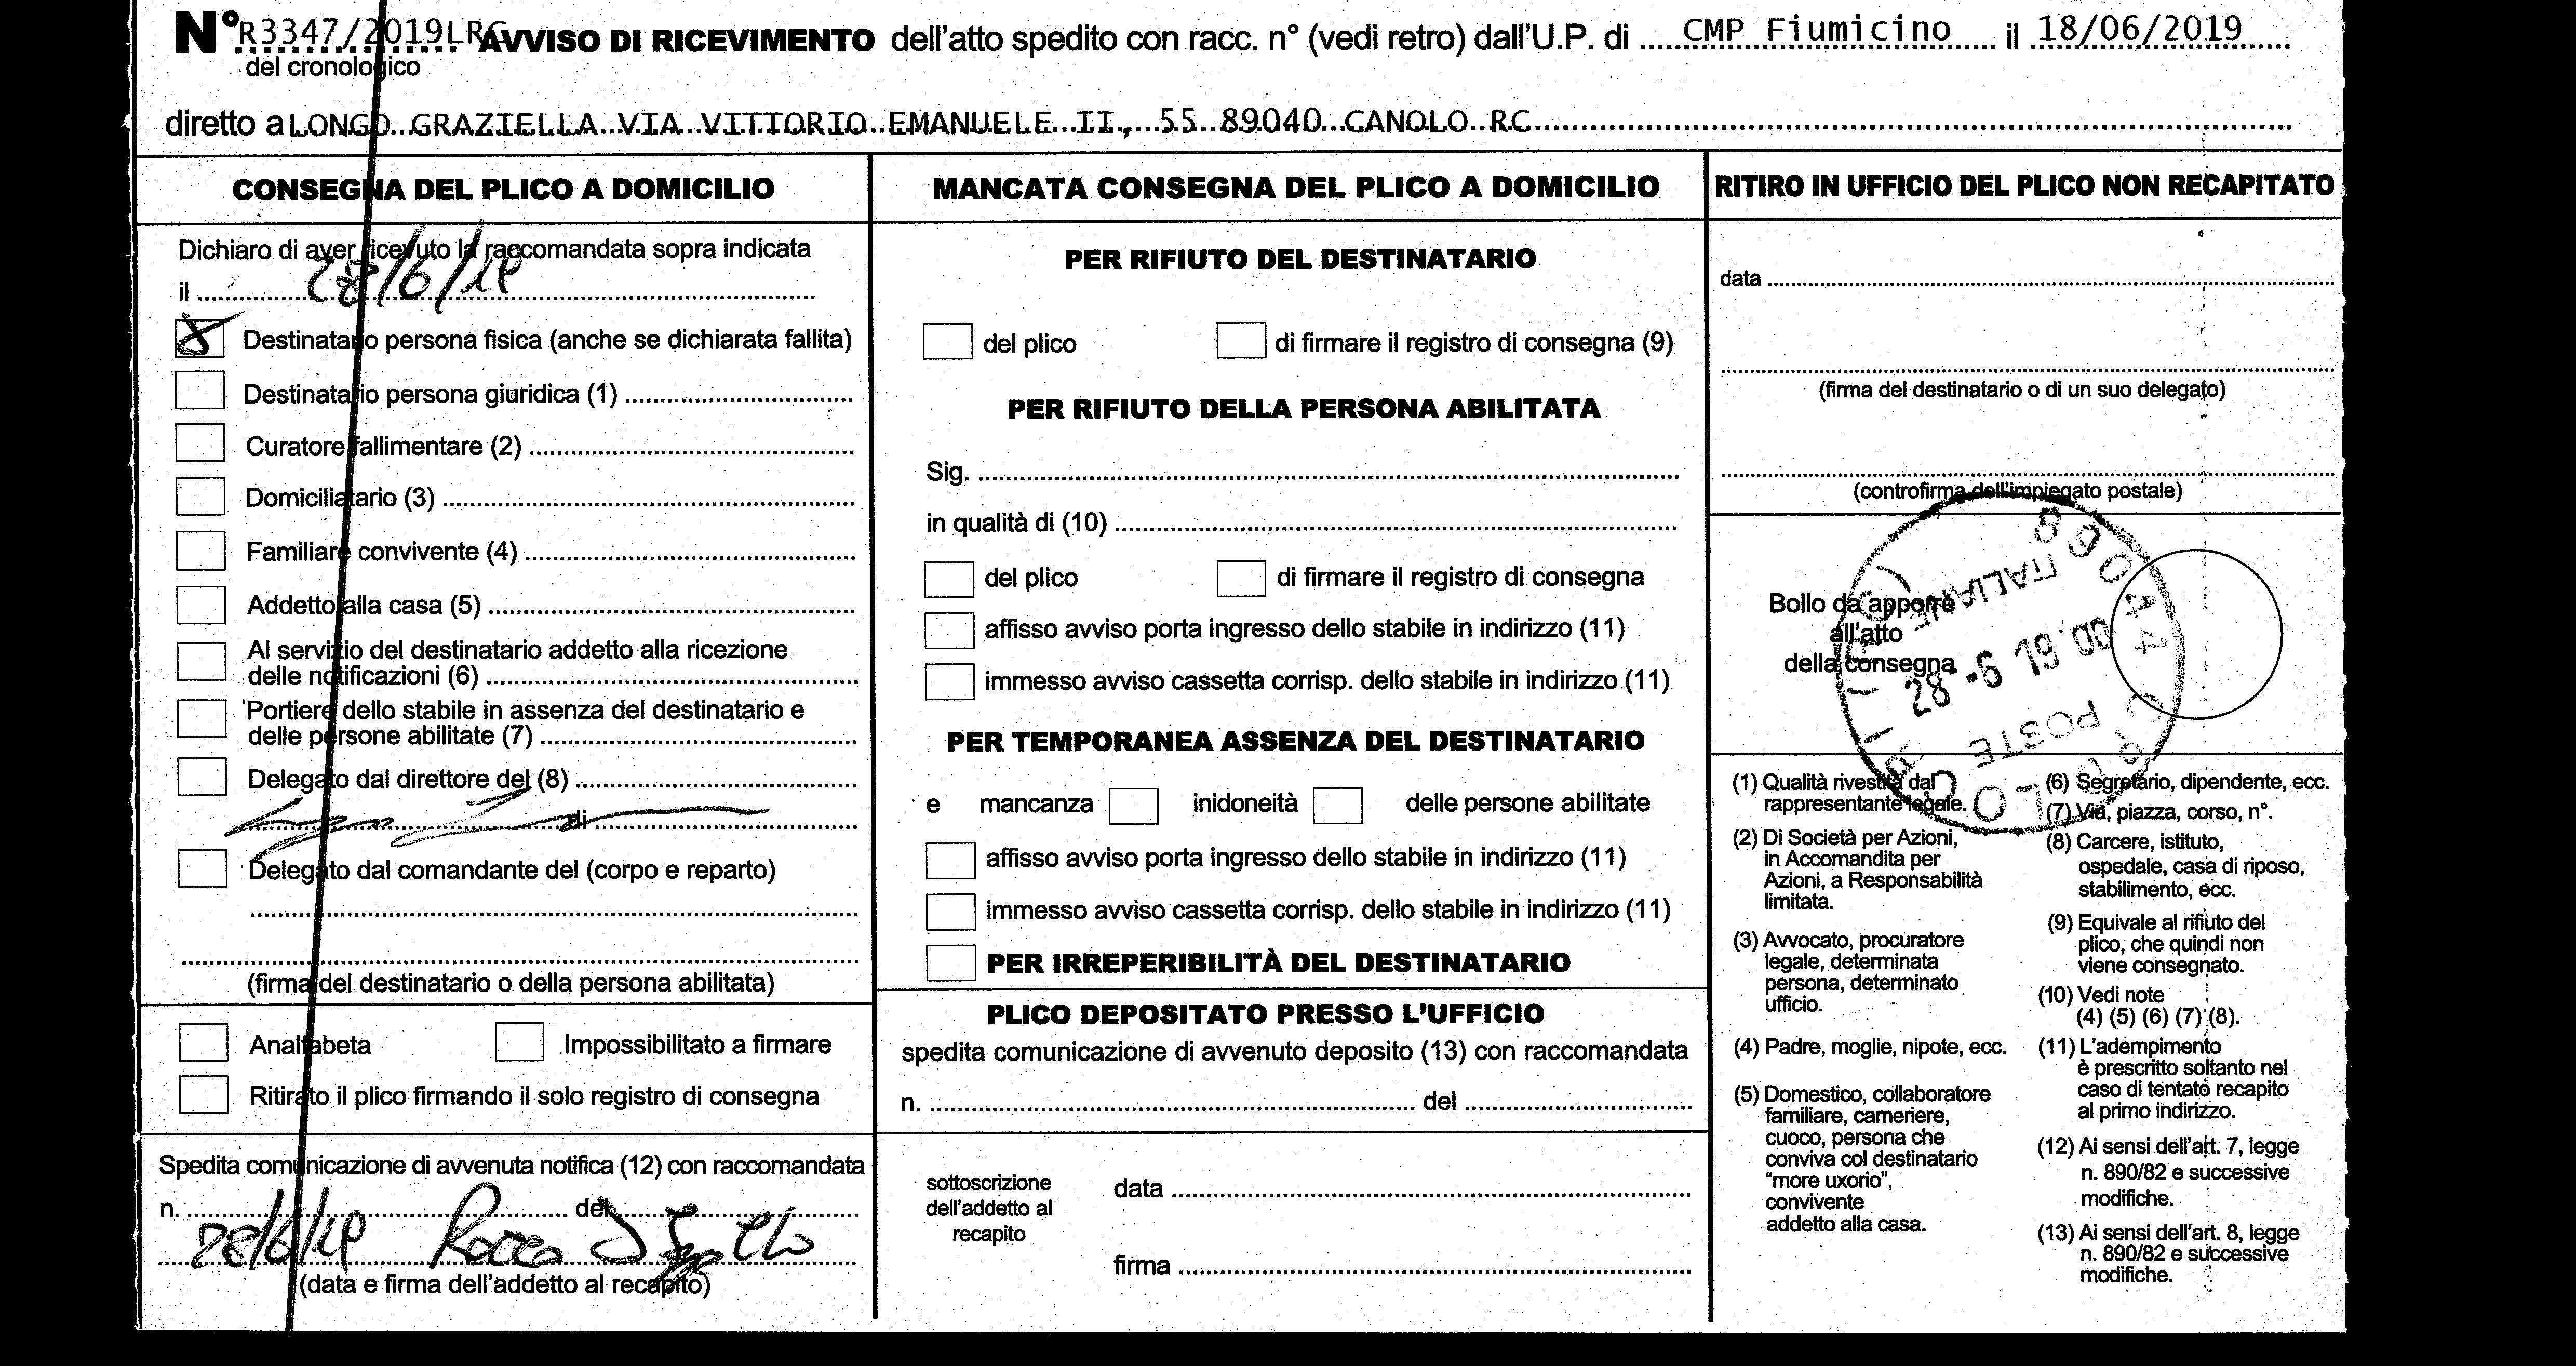 N° R3347/2019LRG AVVISO DI RICEVIMENTO dell'atto spedito con racc. n° (vedi retro) dall'U.P. di CMP Fiumicino il 18/06/2019
del cronologico
diretto a LONGO GRAZIELLA VIA VITTORIO EMANUELE II, 55 89040 CANOLO RC
CONSEGNA DEL PLICO A DOMICILIO
Dichiaro di aver ricevuto la raccomandata sopra indicata
il 28/6/19
Destinatario persona fisica (anche se dichiarata fallita)
Destinatario persona giuridica (1)
Curatore fallimentare (2)
Domiciliatario (3)
Familiare convivente (4)
Addetto alla casa (5)
Al servizio del destinatario addetto alla ricezione
delle notificazioni (6)
Portiere dello stabile in assenza del destinatario e
delle persone abilitate (7)
Delegato dal direttore del (8)
di
Delegato dal comandante del (corpo e reparto)
(firma del destinatario o della persona abilitata)
Analfabeta Impossibilitato a firmare
Ritirato il plico firmando il solo registro di consegna
Spedita comunicazione di avvenuta notifica (12) con raccomandata
n. del
28/6/19 Rocco
(data e firma dell'addetto al recapito)
MANCATA CONSEGNA DEL PLICO A DOMICILIO
PER RIFIUTO DEL DESTINATARIO
del plico di firmare il registro di consegna (9)
PER RIFIUTO DELLA PERSONA ABILITATA
Sig.
in qualità di (10)
del plico di firmare il registro di consegna
affisso avviso porta ingresso dello stabile in indirizzo (11)
immesso avviso cassetta corrisp. dello stabile in indirizzo (11)
PER TEMPORANEA ASSENZA DEL DESTINATARIO
e mancanza inidoneità delle persone abilitate
affisso avviso porta ingresso dello stabile in indirizzo (11)
immesso avviso cassetta corrisp. dello stabile in indirizzo (11)
PER IRREPERIBILITÀ DEL DESTINATARIO
PLICO DEPOSITATO PRESSO L'UFFICIO
spedita comunicazione di avvenuto deposito (13) con raccomandata
n. del
sottoscrizione
dell'addetto al
recapito
data
firma
RITIRO IN UFFICIO DEL PLICO NON RECAPITATO
data
(firma del destinatario o di un suo delegato)
(controfirma dell'impiegato postale)
Bollo da apporre
all'atto
della consegna
POSTE ITALIANE
28 -6 19.00
(1) Qualità rivestita dal
rappresentante legale.
(2) Di Società per Azioni,
in Accomandita per
Azioni, a Responsabilità
limitata.
(3) Avvocato, procuratore
legale, determinata
persona, determinato
ufficio.
(4) Padre, moglie, nipote, ecc.
(5) Domestico, collaboratore
familiare, cameriere,
cuoco, persona che
conviva col destinatario
"more uxorio",
convivente
addetto alla casa.
(6) Segretario, dipendente, ecc.
(7) Via, piazza, corso, n°.
(8) Carcere, istituto,
ospedale, casa di riposo,
stabilimento, ecc.
(9) Equivale al rifiuto del
plico, che quindi non
viene consegnato.
(10) Vedi note
(4) (5) (6) (7) (8).
(11) L'adempimento
è prescritto soltanto nel
caso di tentato recapito
al primo indirizzo.
(12) Ai sensi dell'art. 7, legge
n. 890/82 e successive
modifiche.
(13) Ai sensi dell'art. 8, legge
n. 890/82 e successive
modifiche.